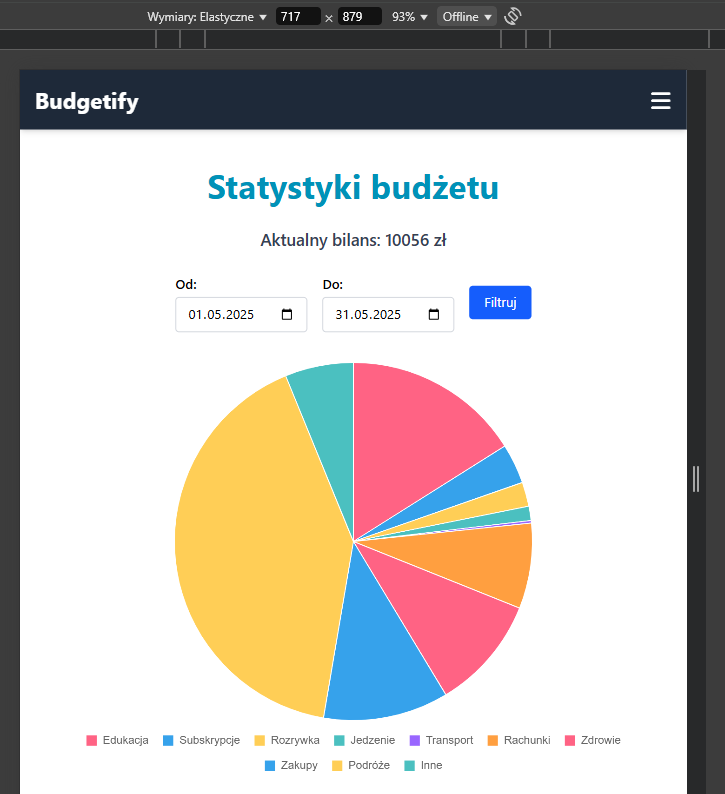 Wymiary: Elastyczne 717 × 879 93% Offline
Budgetify
Statystyki budżetu
Aktualny bilans: 10056 zł
Od: Do:
01.05.2025 31.05.2025 Filtruj
Edukacja Subskrypcje Rozrywka Jedzenie Transport Rachunki Zdrowie
Zakupy Podróże Inne